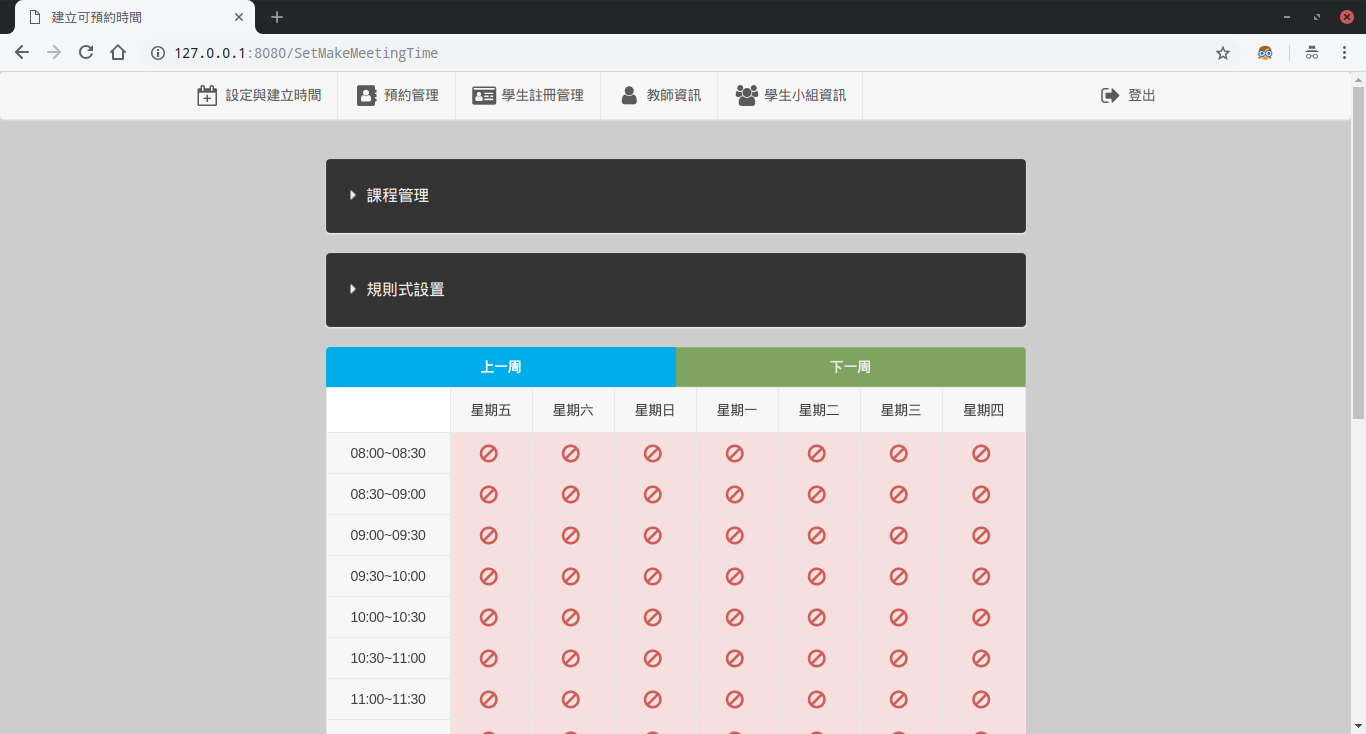 建立可預約時間
127.0.0.1:8080/SetMakeMeetingTime
設定與建立時間 預約管理 學生註冊管理 教師資訊 學生小組資訊 登出
課程管理
規則式設置
上一周 下一周
星期五 星期六 星期日 星期一 星期二 星期三 星期四
08:00~08:30
08:30~09:00
09:00~09:30
09:30~10:00
10:00~10:30
10:30~11:00
11:00~11:30